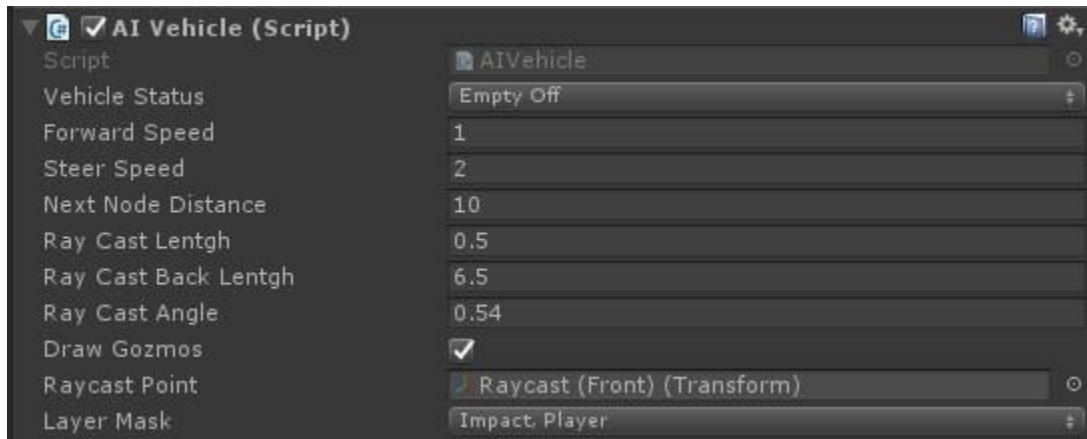 AI Vehicle (Script)
Script AIVehicle
Vehicle Status Empty Off
Forward Speed 1
Steer Speed 2
Next Node Distance 10
Ray Cast Lentgh 0.5
Ray Cast Back Lentgh 6.5
Ray Cast Angle 0.54
Draw Gozmos
Raycast Point Raycast (Front) (Transform)
Layer Mask Impact, Player